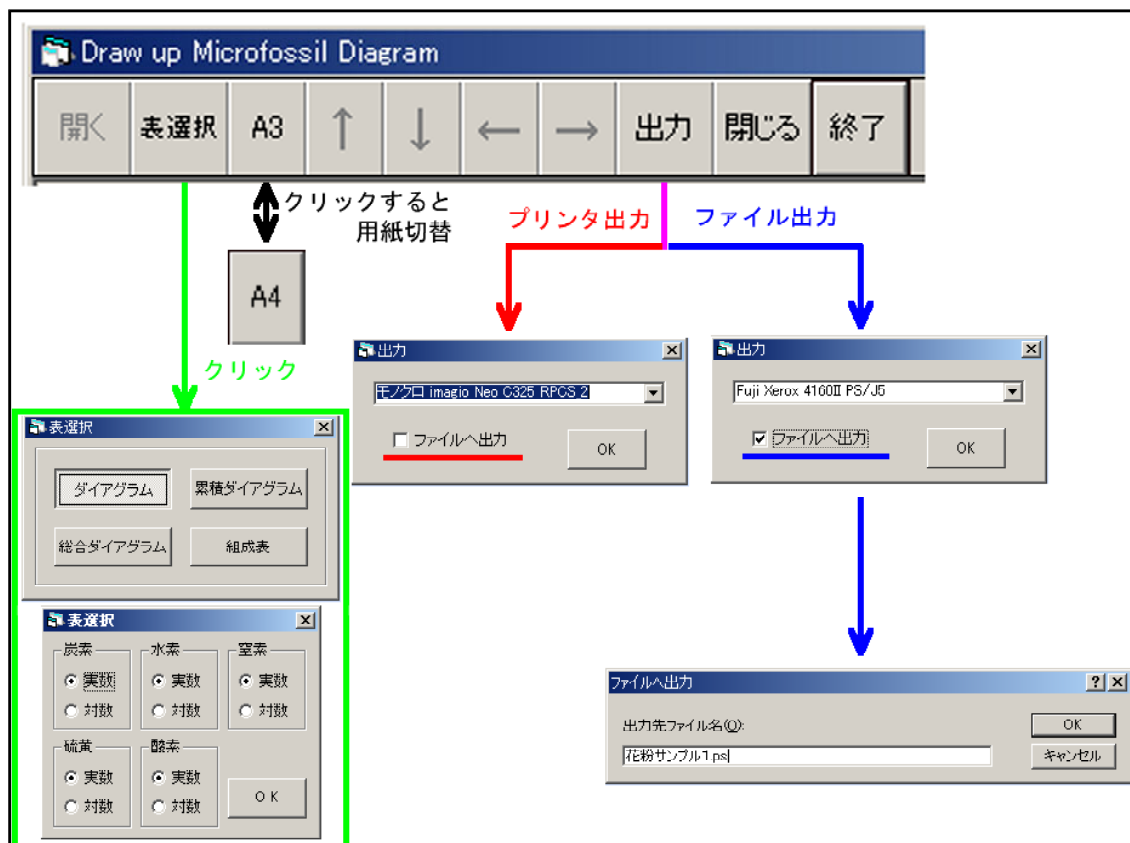 Draw up Microfossil Diagram
開く 表選択 A3 ↑ ↓ ← → 出力 閉じる 終了
クリックすると
用紙切替
プリンタ出力 ファイル出力
A4
クリック
出力
モノクロ imagio Neo C325 RPCS 2
ファイルへ出力
OK
出力
Fuji Xerox 4160II PS/J5
ファイルへ出力
OK
表選択
ダイアグラム 累積ダイアグラム
総合ダイアグラム 組成表
表選択
炭素 水素 窒素
実数 実数 実数
対数 対数 対数
硫黄 酸素
実数 実数
対数 対数
OK
ファイルへ出力
出力先ファイル名(O):
花粉サンプル1.ps
OK
キャンセル